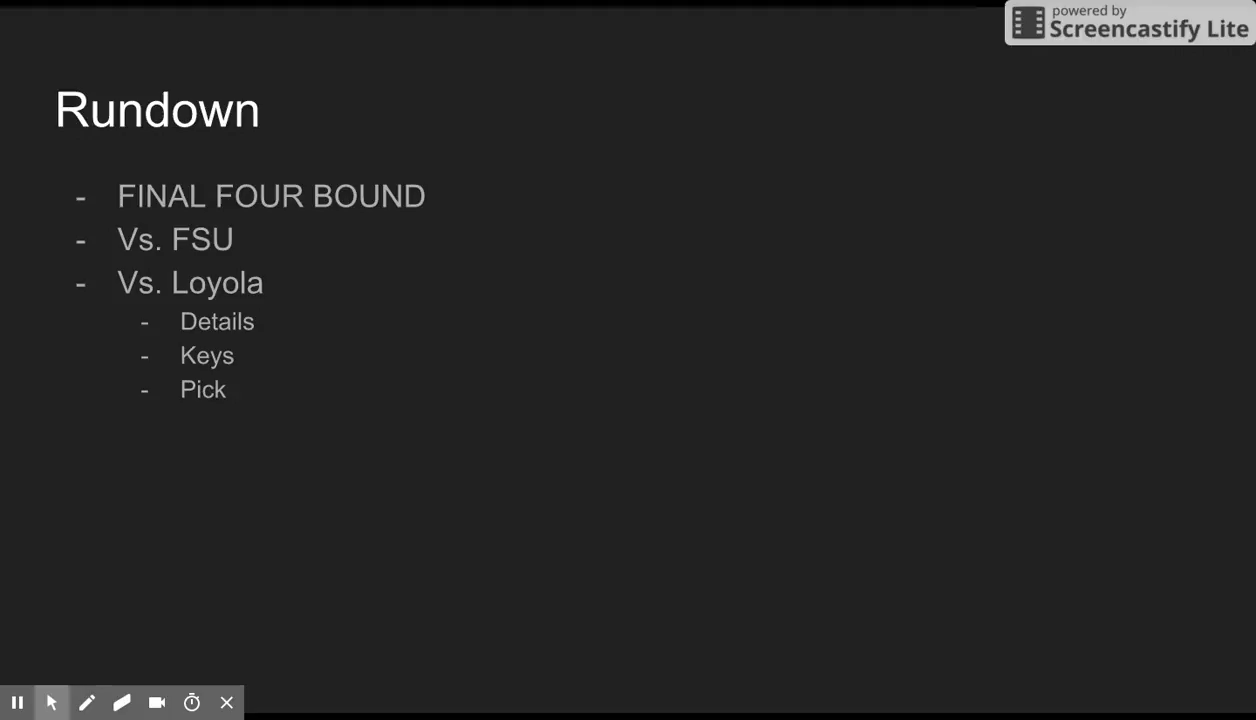 powered by
Screencastify Lite
Rundown
- FINAL FOUR BOUND
- Vs. FSU
- Vs. Loyola
- Details
- Keys
- Pick